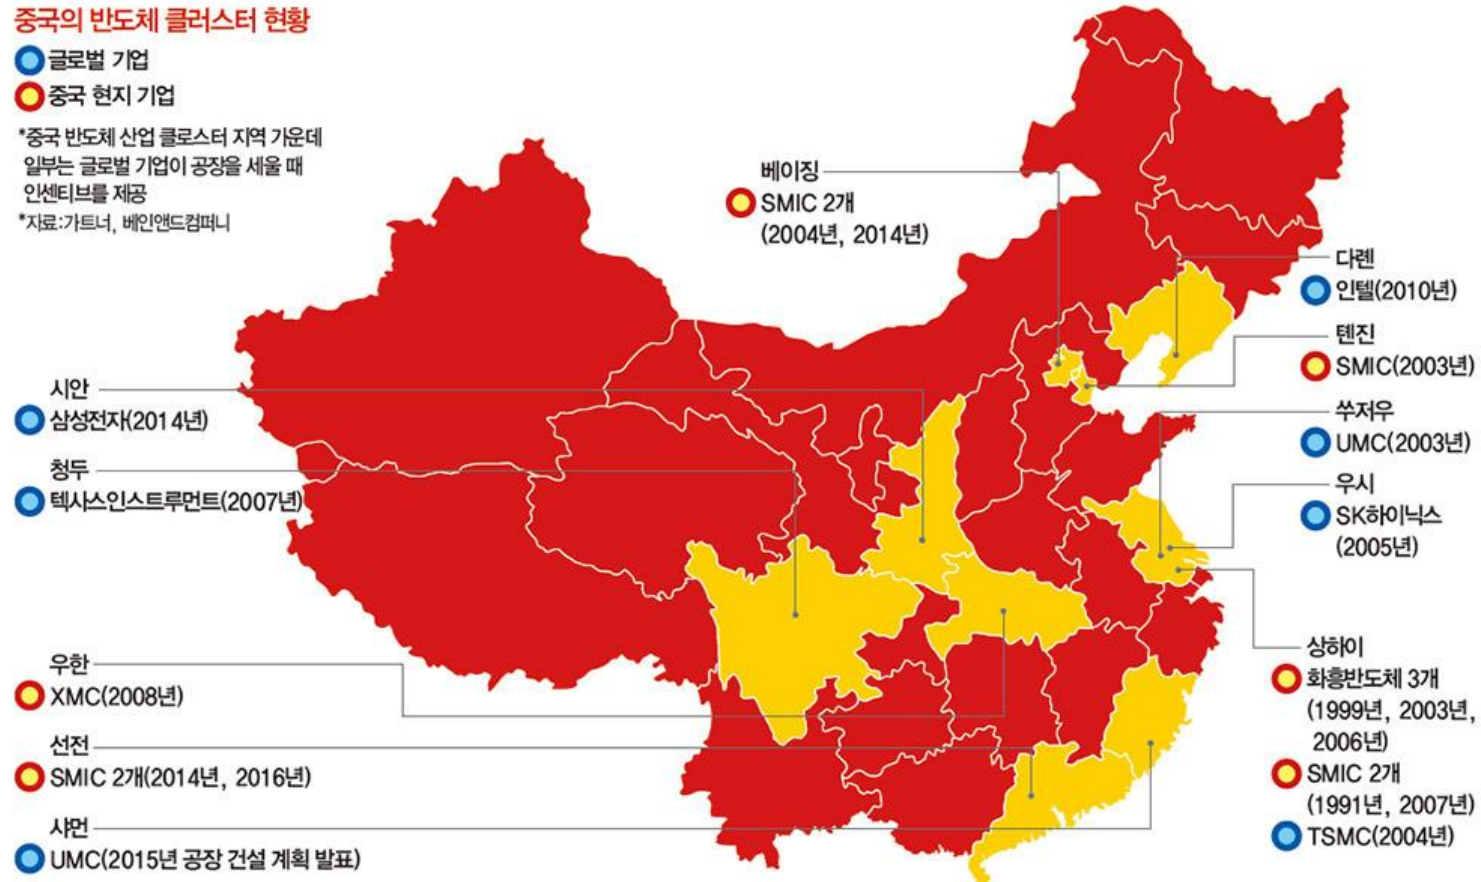 중국의 반도체 클러스터 현황
글로벌 기업
중국 현지 기업
*중국 반도체 산업 클로스터 지역 가운데
일부는 글로벌 기업이 공장을 세울 때
인센티브를 제공
*자료:가트너, 베인앤드컴퍼니
베이징
SMIC 2개
(2004년, 2014년)
다롄
인텔(2010년)
톈진
SMIC(2003년)
쑤저우
UMC(2003년)
우시
SK하이닉스
(2005년)
상하이
화홍반도체 3개
(1999년, 2003년,
2006년)
SMIC 2개
(1991년, 2007년)
TSMC(2004년)
시안
삼성전자(2014년)
청두
텍사스인스트루먼트(2007년)
우한
XMC(2008년)
선전
SMIC 2개(2014년, 2016년)
샤먼
UMC(2015년 공장 건설 계획 발표)